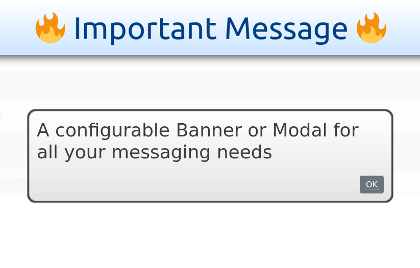 🔥 Important Message 🔥
A configurable Banner or Modal for
all your messaging needs
OK